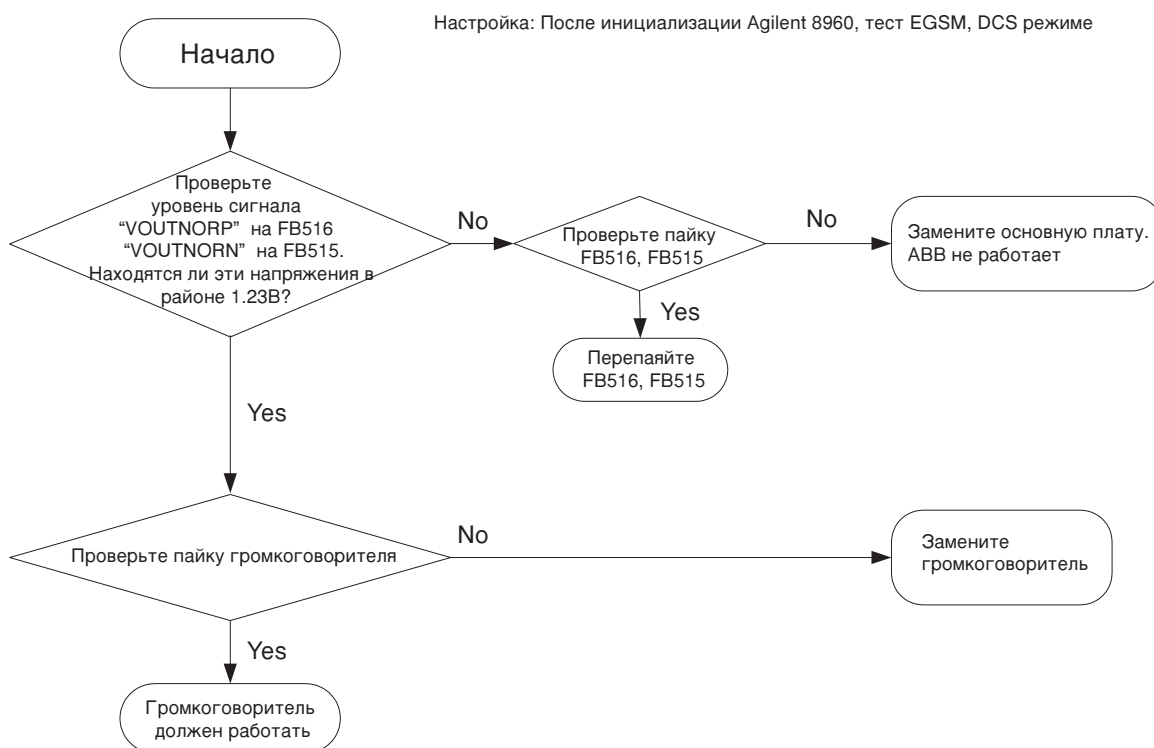 Настройка: После инициализации Agilent 8960, тест EGSM, DCS режиме
Начало
Проверьте
уровень сигнала
“VOUTNORP” на FB516
“VOUTNORN” на FB515.
Находятся ли эти напряжения в
районе 1.23В?
No
Проверьте пайку
FB516, FB515
No
Замените основную плату.
ABB не работает
Yes
Перепаяйте
FB516, FB515
Yes
Проверьте пайку громкоговорителя
No
Замените
громкоговоритель
Yes
Громкоговоритель
должен работать